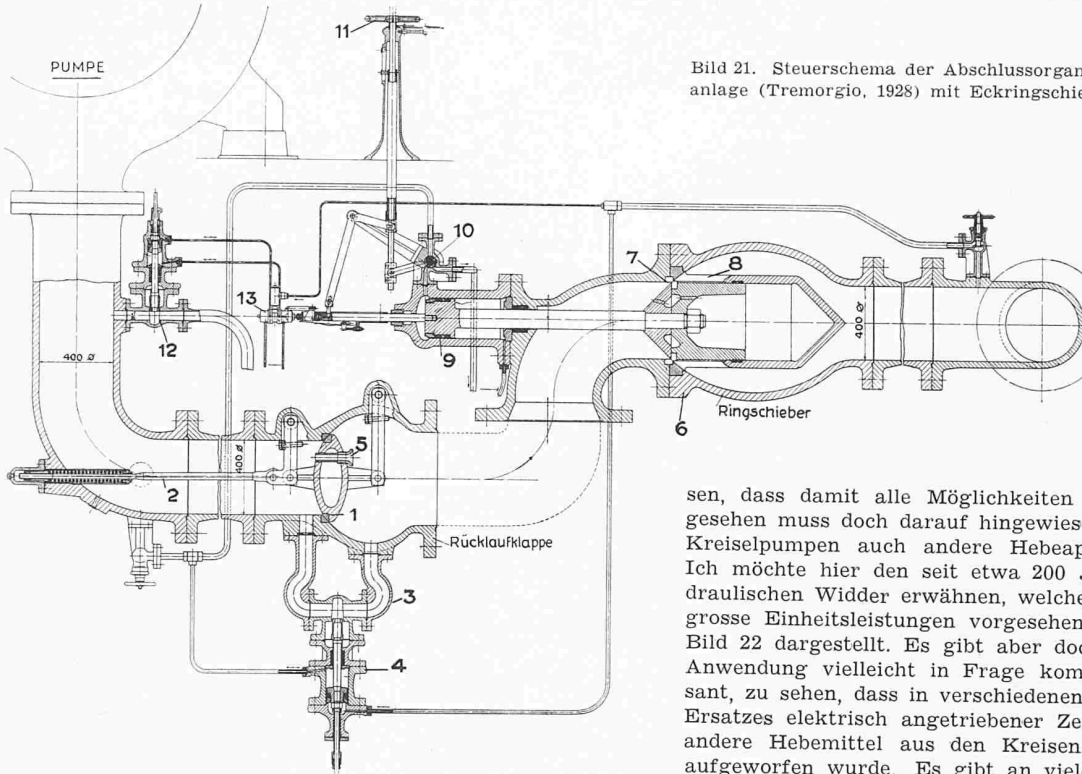 PUMPE
11
Bild 21. Steuerschema der Abschlussorgan
anlage (Tremorgio, 1928) mit Eckringschie
10
7
8
13
12
9
400 ⌀
400 ⌀
6
Ringschieber
5
400 ⌀
2
1
Rücklaufklappe
3
4
sen, dass damit alle Möglichkeiten
gesehen muss doch darauf hingewies
Kreiselpumpen auch andere Hebeap
Ich möchte hier den seit etwa 200
draulischen Widder erwähnen, welche
grosse Einheitsleistungen vorgesehen
Bild 22 dargestellt. Es gibt aber doc
Anwendung vielleicht in Frage kom
sant, zu sehen, dass in verschiedenen
Ersatzes elektrisch angetriebener Ze
andere Hebemittel aus den Kreisen
aufgeworfen wurde. Es gibt an viel